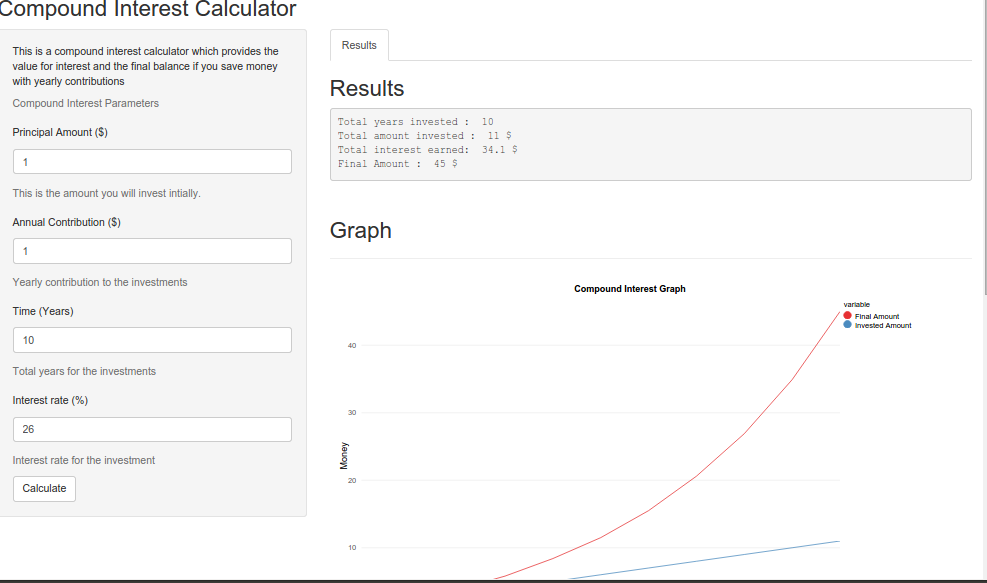 Compound Interest Calculator
This is a compound interest calculator which provides the
value for interest and the final balance if you save money
with yearly contributions
Compound Interest Parameters
Principal Amount ($)
1
This is the amount you will invest intially.
Annual Contribution ($)
1
Yearly contribution to the investments
Time (Years)
10
Total years for the investments
Interest rate (%)
26
Interest rate for the investment
Calculate
Results
Results
Total years invested :  10
Total amount invested :  11 $
Total interest earned:  34.1 $
Final Amount :  45 $
Graph
Compound Interest Graph
variable
Final Amount
Invested Amount
40
30
Money
20
10